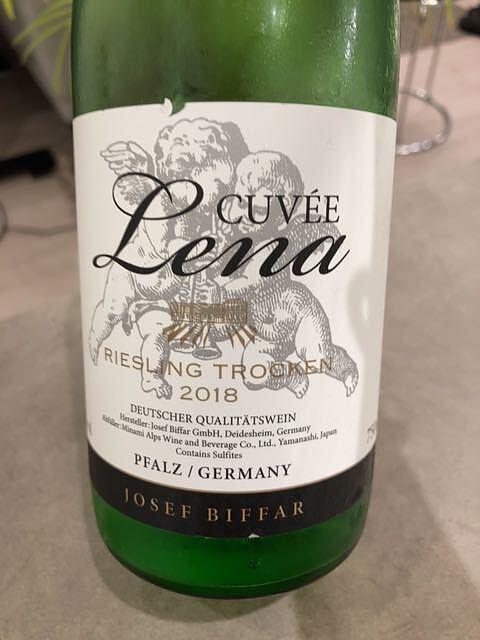 CUVÉE
Lena
RIESLING TROCKEN
2018
DEUTSCHER QUALITÄTSWEIN
Hersteller: Josef Biffar GmbH, Deidesheim, Germany
Abfüller: Minami Alps Wine and Beverage Co., Ltd., Yamanashi, Japan
Contains Sulfites
PFALZ / GERMANY
JOSEF BIFFAR